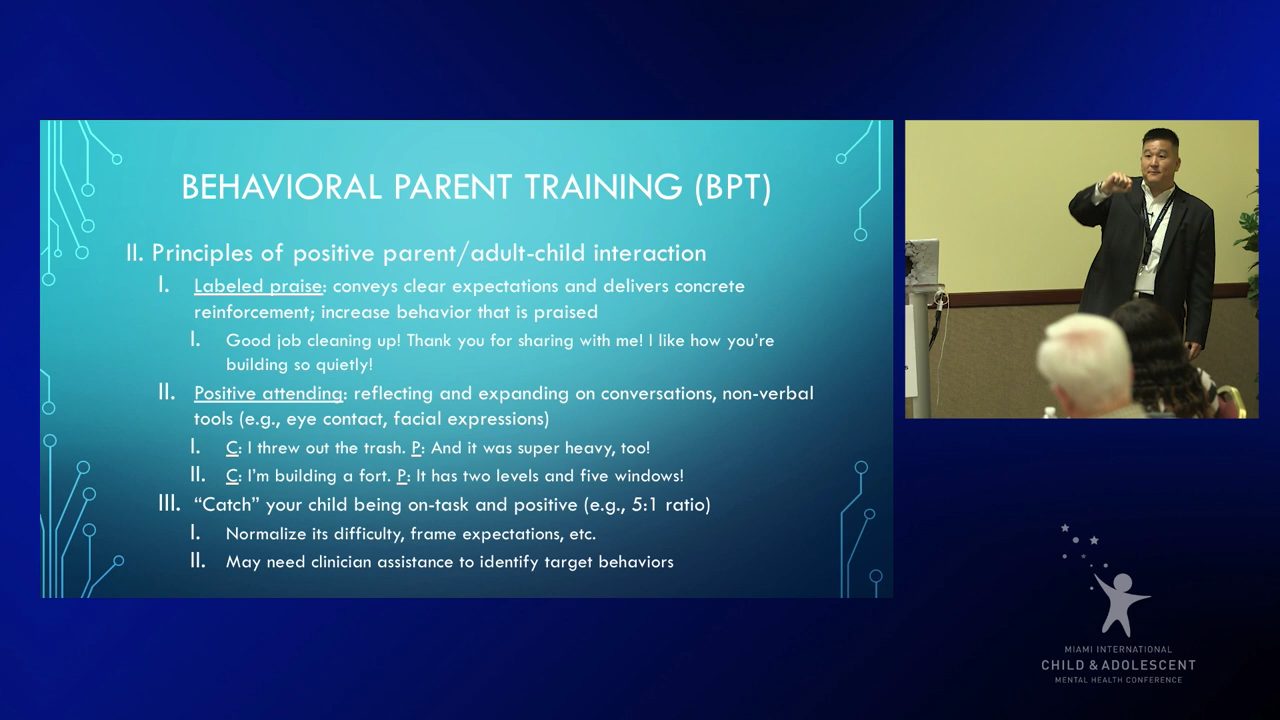 BEHAVIORAL PARENT TRAINING (BPT)
II. Principles of positive parent/adult-child interaction
I. Labeled praise: conveys clear expectations and delivers concrete
reinforcement; increase behavior that is praised
I. Good job cleaning up! Thank you for sharing with me! I like how you're
building so quietly!
II. Positive attending: reflecting and expanding on conversations, non-verbal
tools (e.g., eye contact, facial expressions)
I. C: I threw out the trash. P: And it was super heavy, too!
II. C: I'm building a fort. P: It has two levels and five windows!
III. “Catch” your child being on-task and positive (e.g., 5:1 ratio)
I. Normalize its difficulty, frame expectations, etc.
II. May need clinician assistance to identify target behaviors
MIAMI INTERNATIONAL
CHILD & ADOLESCENT
MENTAL HEALTH CONFERENCE